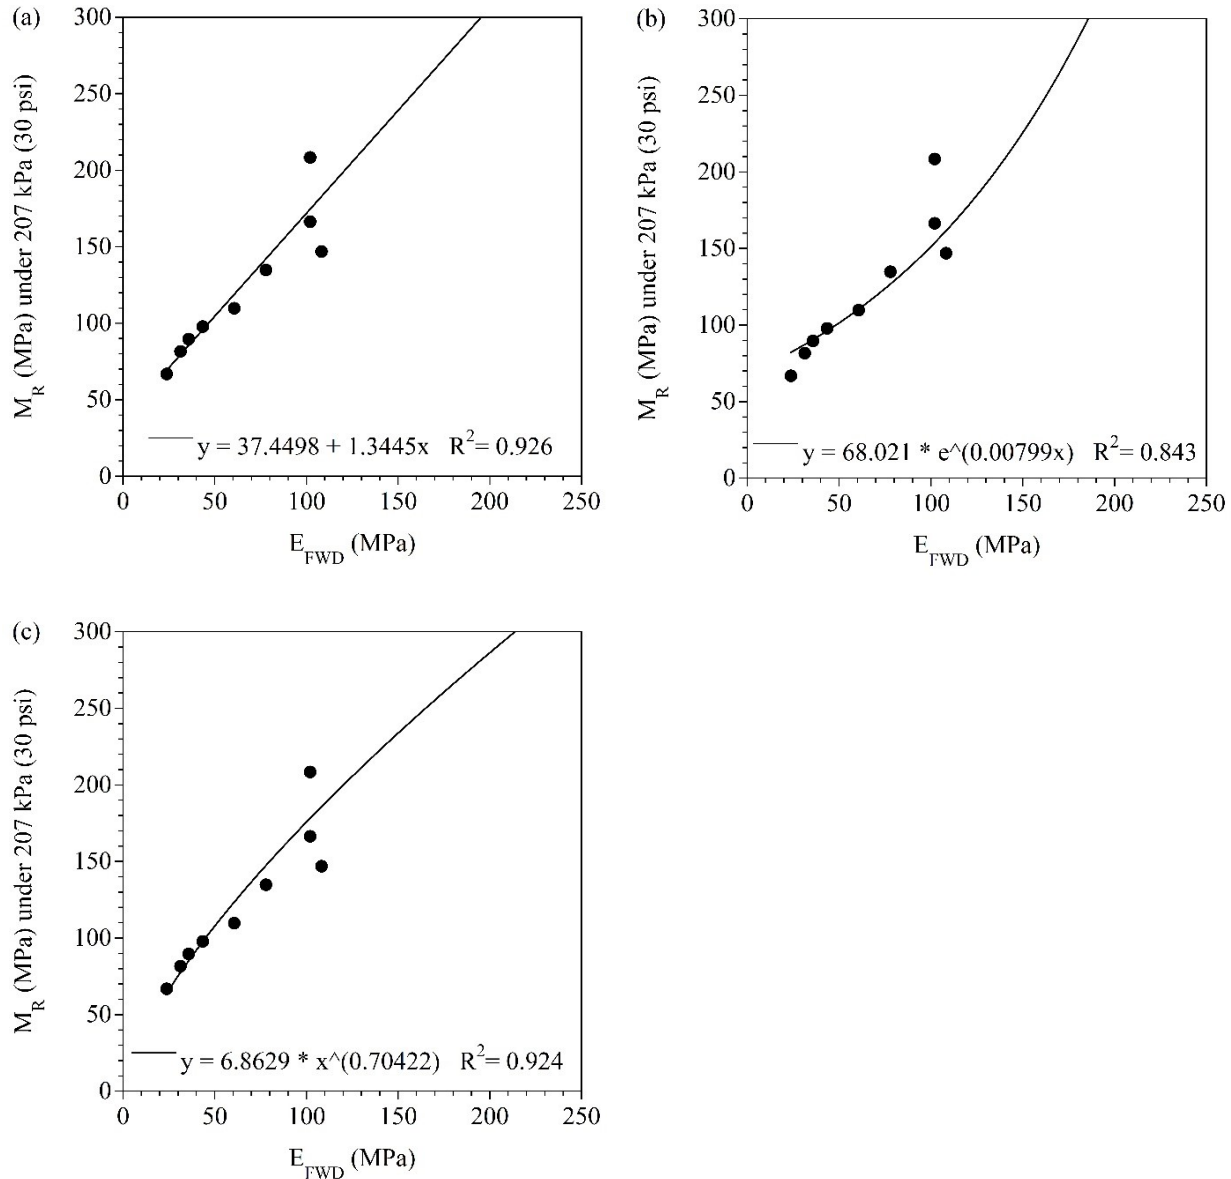 (a)
M_R (MPa) under 207 kPa (30 psi)
300
250
200
150
100
50
0
y = 37.4498 + 1.3445x R^2= 0.926
0 50 100 150 200 250
E_FWD (MPa)
(b)
M_R (MPa) under 207 kPa (30 psi)
300
250
200
150
100
50
0
y = 68.021 * e^(0.00799x) R^2= 0.843
0 50 100 150 200 250
E_FWD (MPa)
(c)
M_R (MPa) under 207 kPa (30 psi)
300
250
200
150
100
50
0
y = 6.8629 * x^(0.70422) R^2= 0.924
0 50 100 150 200 250
E_FWD (MPa)